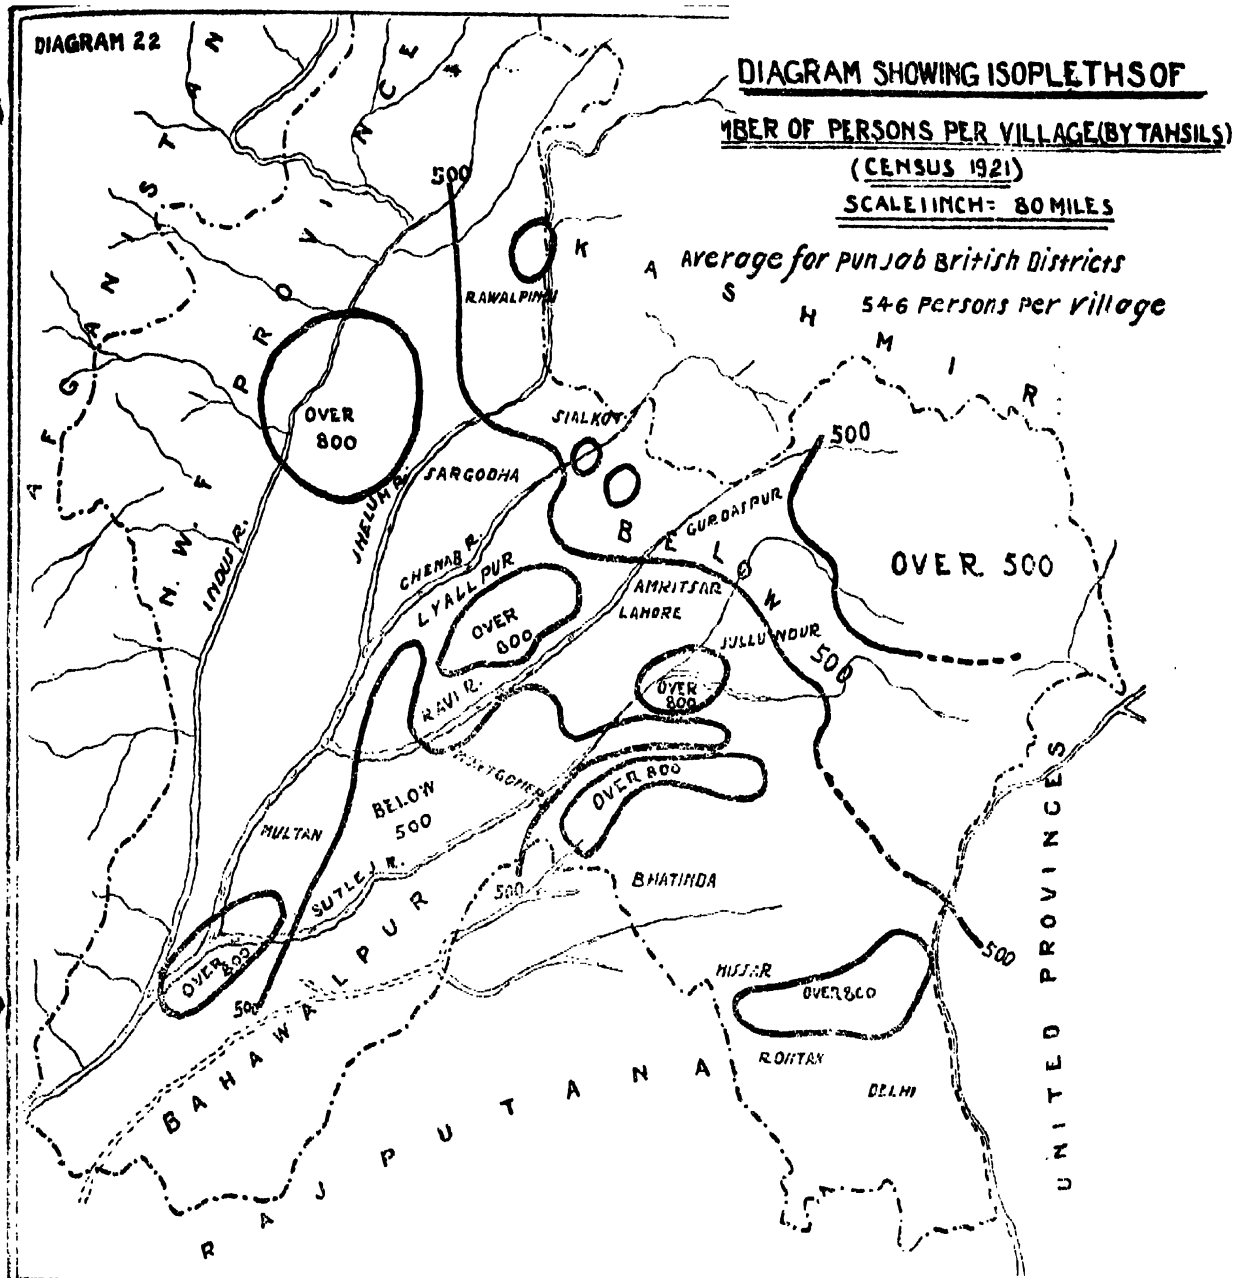 DIAGRAM 22
DIAGRAM SHOWING ISOPLETHS OF
MBER OF PERSONS PER VILLAGE (BY TAHSILS)
(CENSUS 1921)
SCALE 1 INCH = 80 MILES
Average for Punjab British Districts
546 Persons Per Village
AFGANISTAN
N. W. F PROVINCE
KASHMIR
500
RAWALPINDI
OVER
800
SIALKOT
SARGODHA
JHELUM R.
INDUS R.
CHENAB R.
LYALLPUR
OVER
800
GURDASPUR
500
BELOW
500
OVER 500
AMRITSAR
LAHORE
JULLUNDUR
OVER
800
RAVI R.
OVER 800
BELOW
500
MULTAN
SUTLEJ R.
500
BHATINDA
OVER
800
500
BAHAWALPUR
HISSAR
OVER 800
500
ROHTAK
DELHI
RAJPUTANA
UNITED PROVINCES